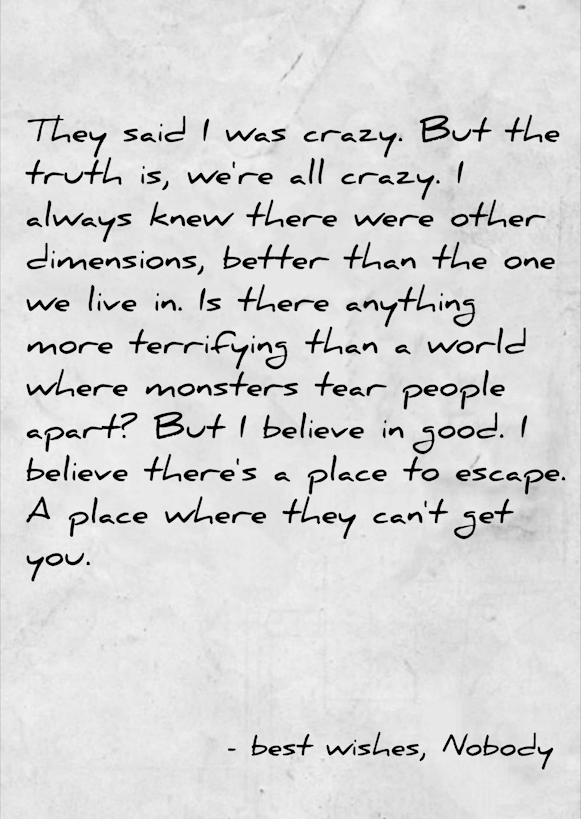 They said I was crazy. But the
truth is, we're all crazy. I
always knew there were other
dimensions, better than the one
we live in. Is there anything
more terrifying than a world
where monsters tear people
apart? But I believe in good. I
believe there's a place to escape.
A place where they can't get
you.
- best wishes, Nobody